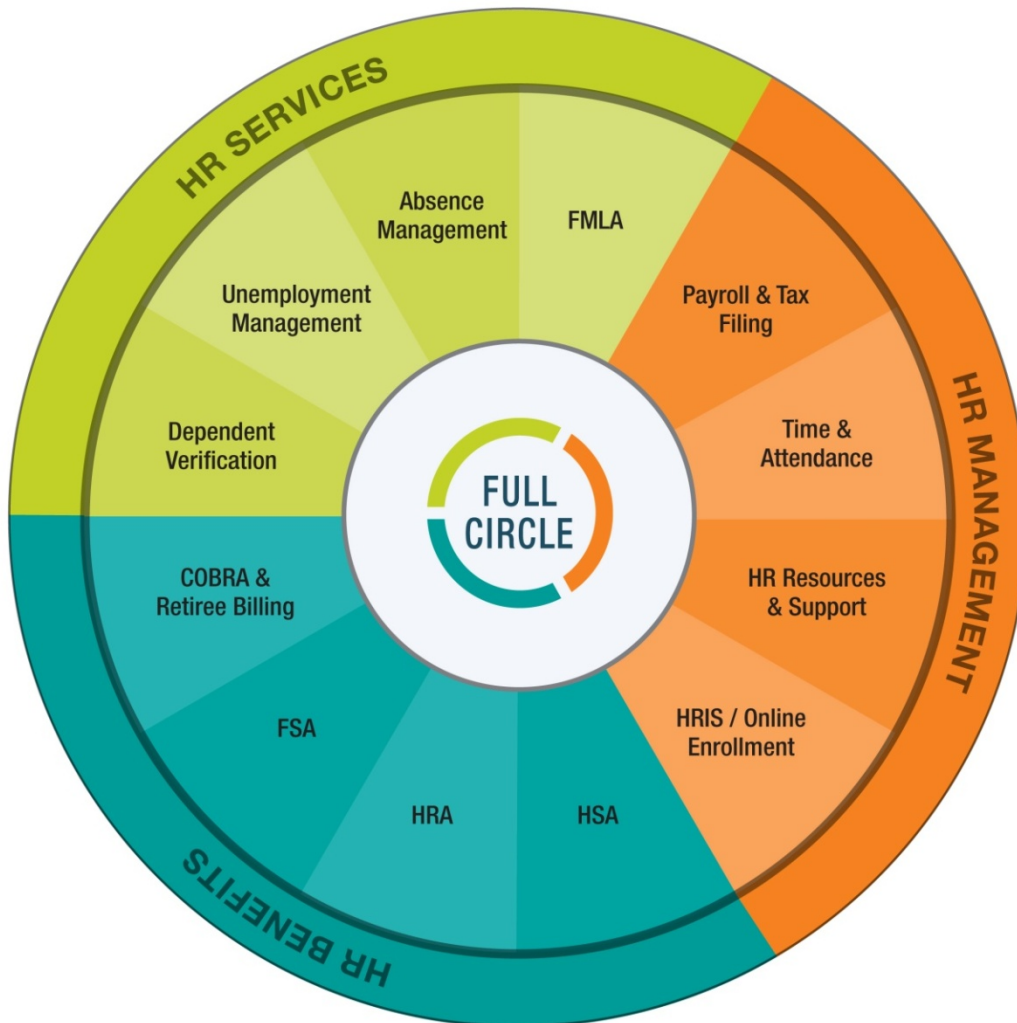 HR SERVICES
Absence
Management
FMLA
Unemployment
Management
Dependent
Verification
HR MANAGEMENT
Payroll & Tax
Filing
Time &
Attendance
HR Resources
& Support
HRIS / Online
Enrollment
FULL
CIRCLE
COBRA &
Retiree Billing
FSA
HRA
HSA
HR BENEFITS